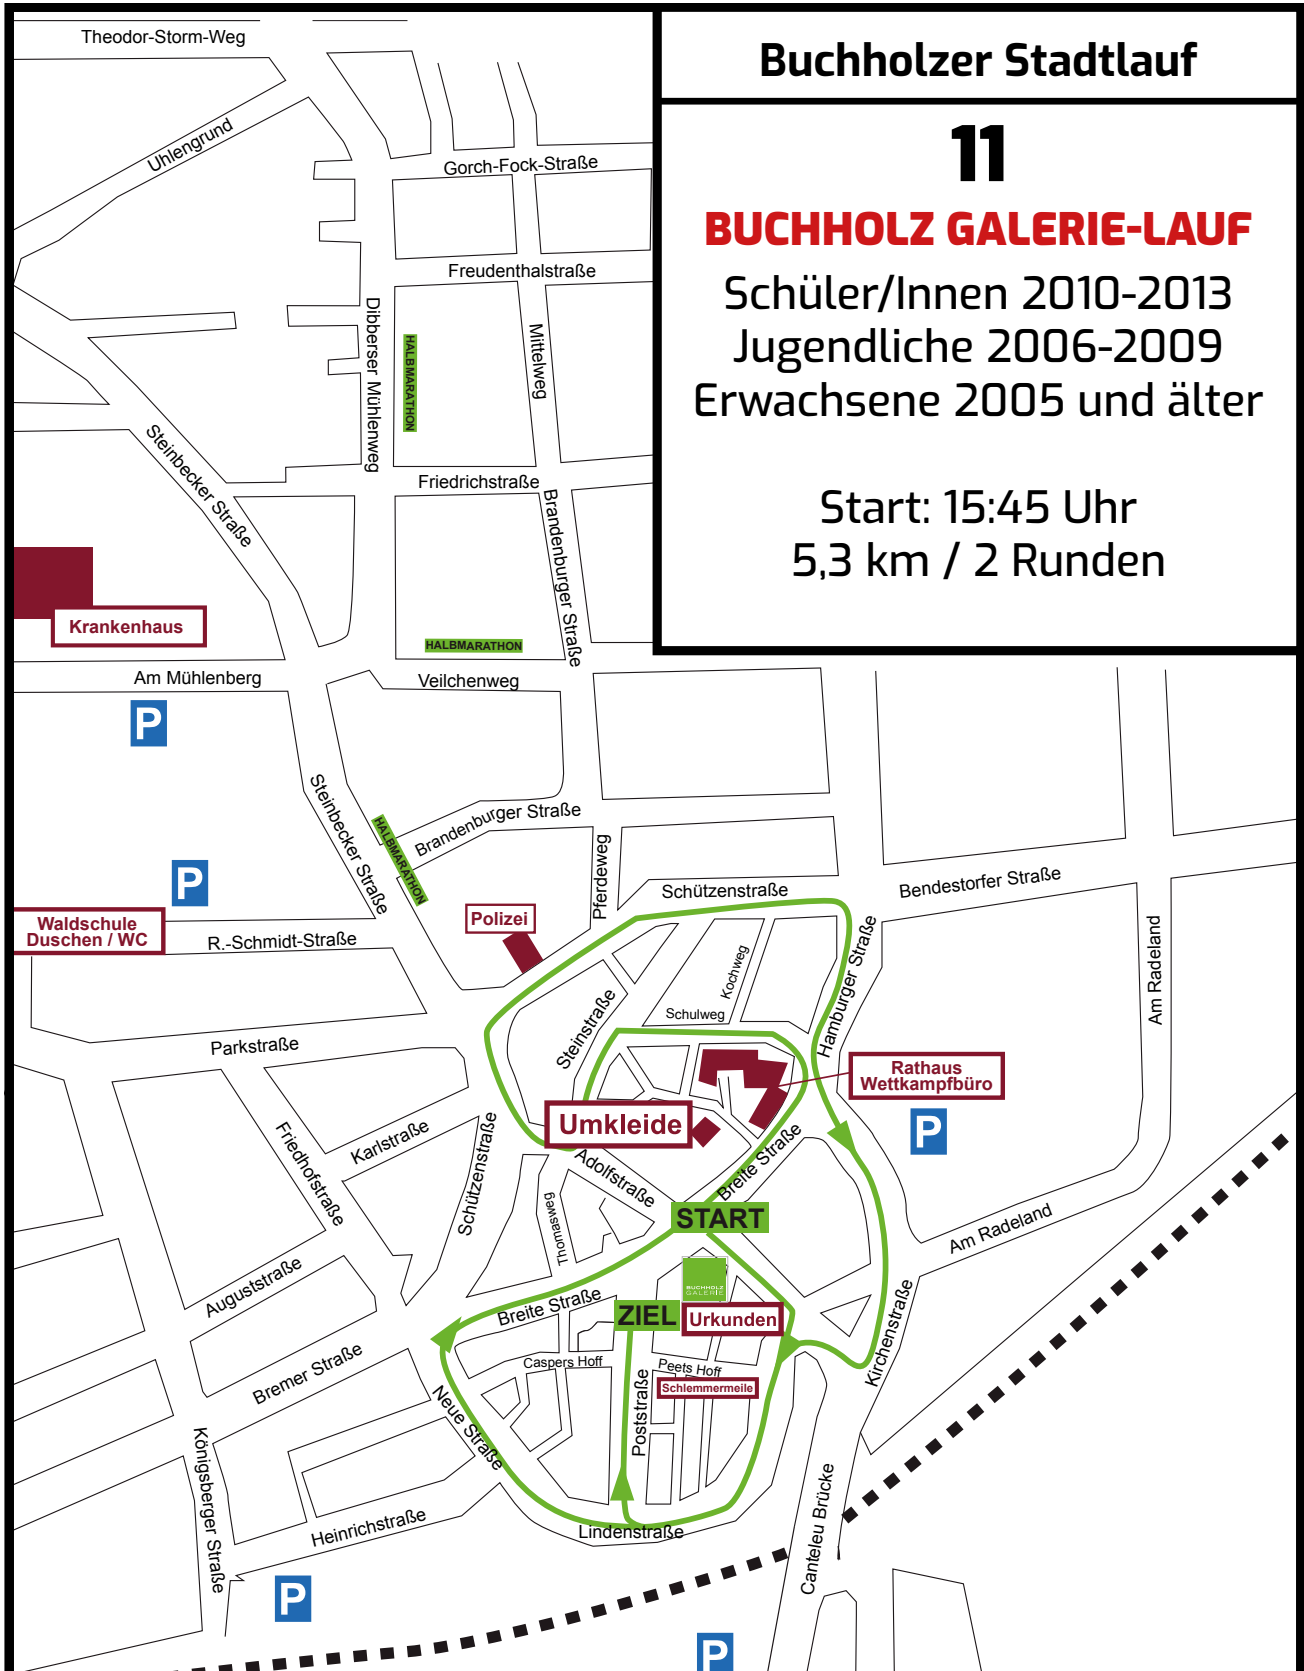 Theodor-Storm-Weg
Buchholzer Stadtlauf
11
BUCHHOLZ GALERIE-LAUF
Schüler/Innen 2010-2013
Jugendliche 2006-2009
Erwachsene 2005 und älter
Start: 15:45 Uhr
5,3 km / 2 Runden
Uhlengrund
Gorch-Fock-Straße
Freudenthalstraße
Dibberser Mühlenweg
HALBMARATHON
Mittelweg
Steinbecker Straße
Friedrichstraße
Brandenburger Straße
Krankenhaus
HALBMARATHON
Am Mühlenberg
Veilchenweg
P
Steinbecker Straße
HALBMARATHON
Brandenburger Straße
Pferdeweg
P
Schützenstraße
Bendestorfer Straße
Waldschule
Duschen / WC
R.-Schmidt-Straße
Polizei
Kochweg
Hamburger Straße
Am Radeland
Steinstraße
Schulweg
Parkstraße
Rathaus
Wettkampfbüro
Umkleide
P
Friedhofstraße
Karlstraße
Schützenstraße
Adolfstraße
Breite Straße
Thomasweg
START
Am Radeland
Auguststraße
BUCHHOLZ
GALERIE
Breite Straße
ZIEL
Urkunden
Kirchenstraße
Bremer Straße
Caspers Hoff
Peets Hoff
Schlemmermeile
Neue Straße
Poststraße
Königsberger Straße
Heinrichstraße
Lindenstraße
Canteleu Brücke
P
P